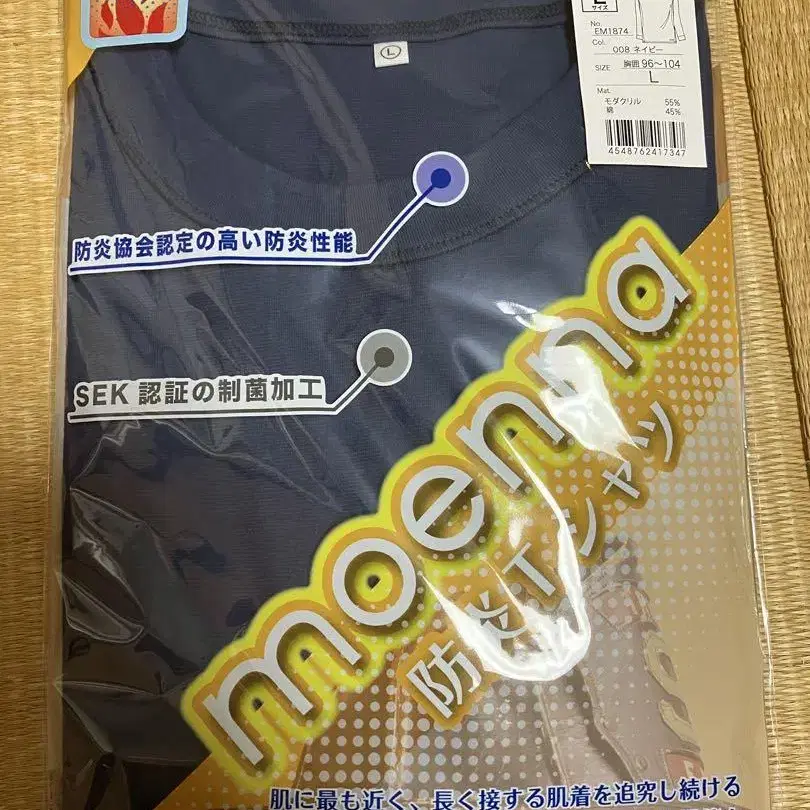 L
サイズ
No.
EM1874
Col.
008 ネイビー
SIZE 胸囲 96〜104
L
Mat.
モダクリル 55%
綿 45%
4548762417347
L
防炎協会認定の高い防炎性能
SEK 認証の制菌加工
moenna
防炎Tシャツ
肌に最も近く、長く接する肌着を追究し続ける